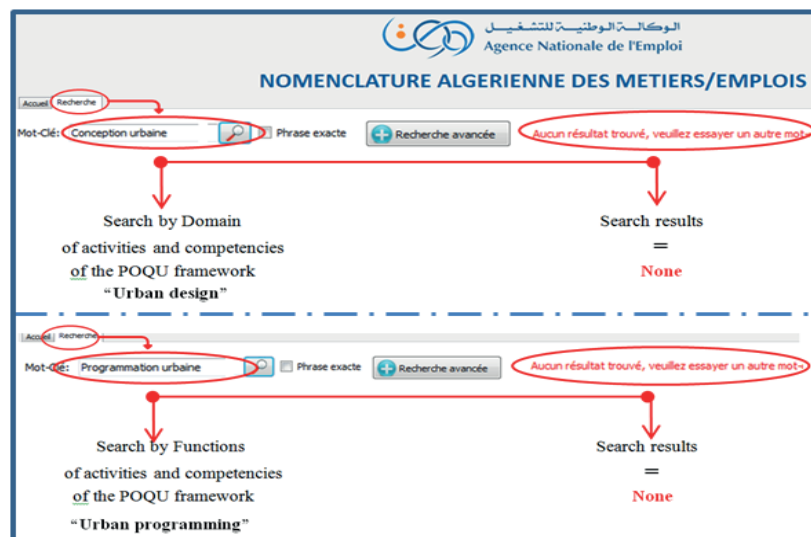 الوكالة الوطنية للتشغيل
Agence Nationale de l'Emploi
NOMENCLATURE ALGERIENNE DES METIERS/EMPLOIS
Accueil Recherche
Mot-Clé: Conception urbaine Phrase exacte Recherche avancée Aucun résultat trouvé, veuillez essayer un autre mot-
Search by Domain
of activities and competencies
of the POQU framework
"Urban design"
Search results
=
None
Accueil Recherche
Mot-Clé: Programmation urbaine Phrase exacte Recherche avancée Aucun résultat trouvé, veuillez essayer un autre mot-
Search by Functions
of activities and competencies
of the POQU framework
"Urban programming"
Search results
=
None